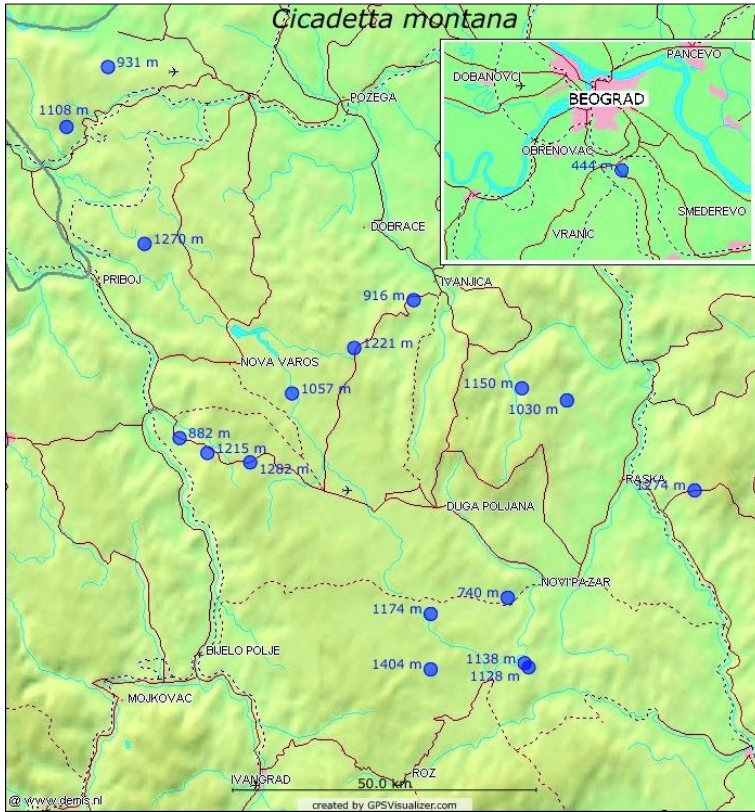 Cicadetta montana
931 m
PANCEVO
DOBANOVCI
BEOGRAD
POZEGA
1108 m
OBRENOVAC
444 m
SMEDEREVO
VRANIC
DOBRACE
1270 m
PRIBOJ
IVANJICA
916 m
1221 m
NOVA VAROS
1057 m
1150 m
1030 m
882 m
1215 m
1282 m
RASKA
1274 m
DUGA POLJANA
NOVI PAZAR
740 m
1174 m
BIJELO POLJE
1138 m
1128 m
1404 m
MOJKOVAC
ROZ
IVANGRAD
50.0 km
@ www.demis.nl
created by GPSVisualizer.com